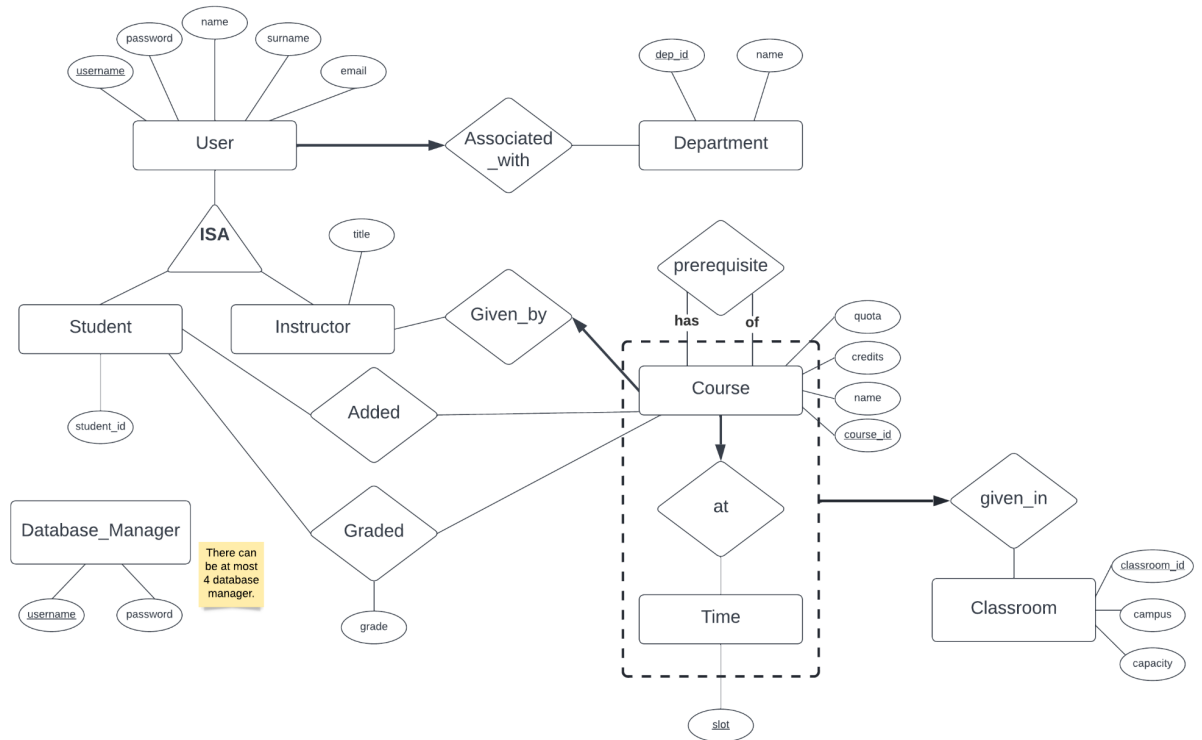 name
password
surname
username
email
dep_id
name
User
Associated
_with
Department
ISA
title
prerequisite
has
of
Student
Instructor
Given_by
quota
credits
name
course_id
Course
Added
student_id
at
given_in
Database_Manager
There can
be at most
4 database
manager.
Graded
username
password
grade
Time
classroom_id
Classroom
campus
capacity
slot